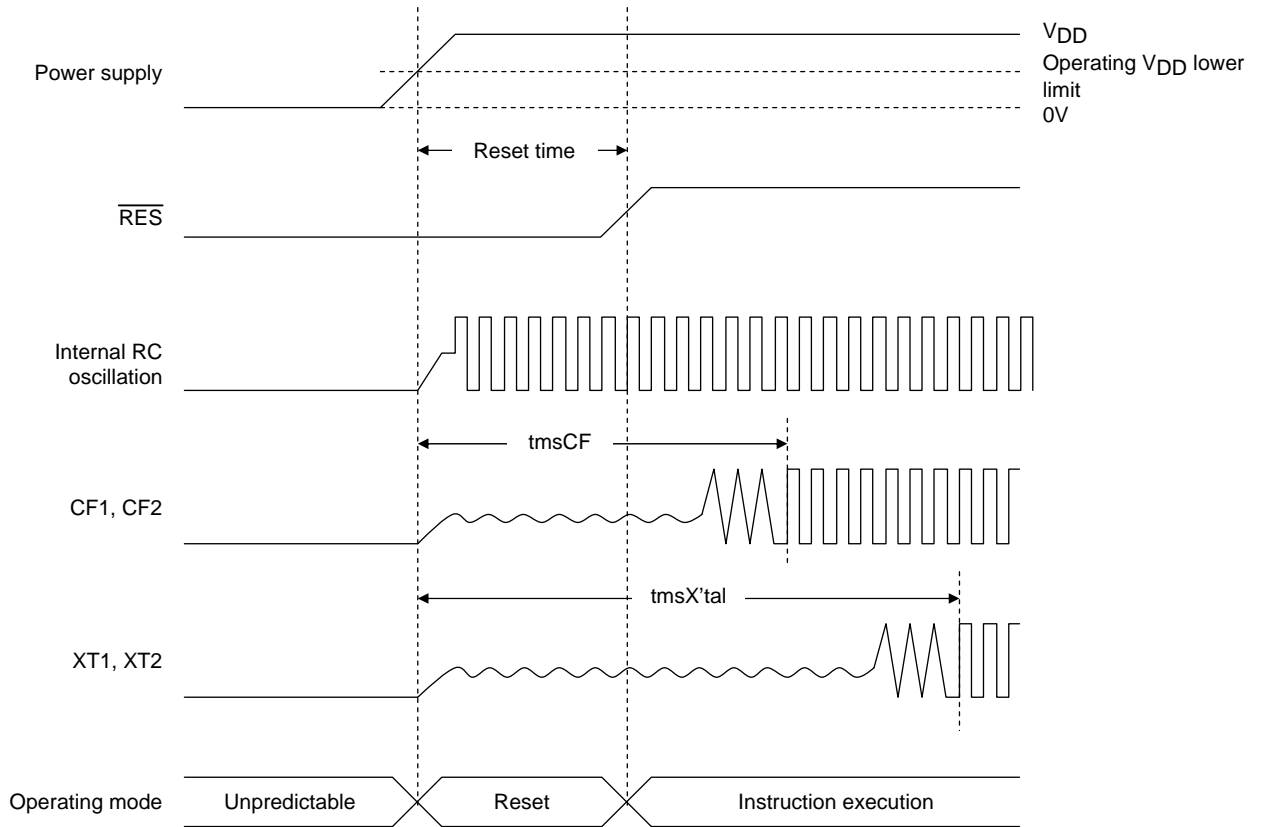 Power supply
VDD
Operating VDD lower
limit
0V
Reset time
RES
Internal RC
oscillation
tmsCF
CF1, CF2
tmsX'tal
XT1, XT2
Operating mode
Unpredictable
Reset
Instruction execution